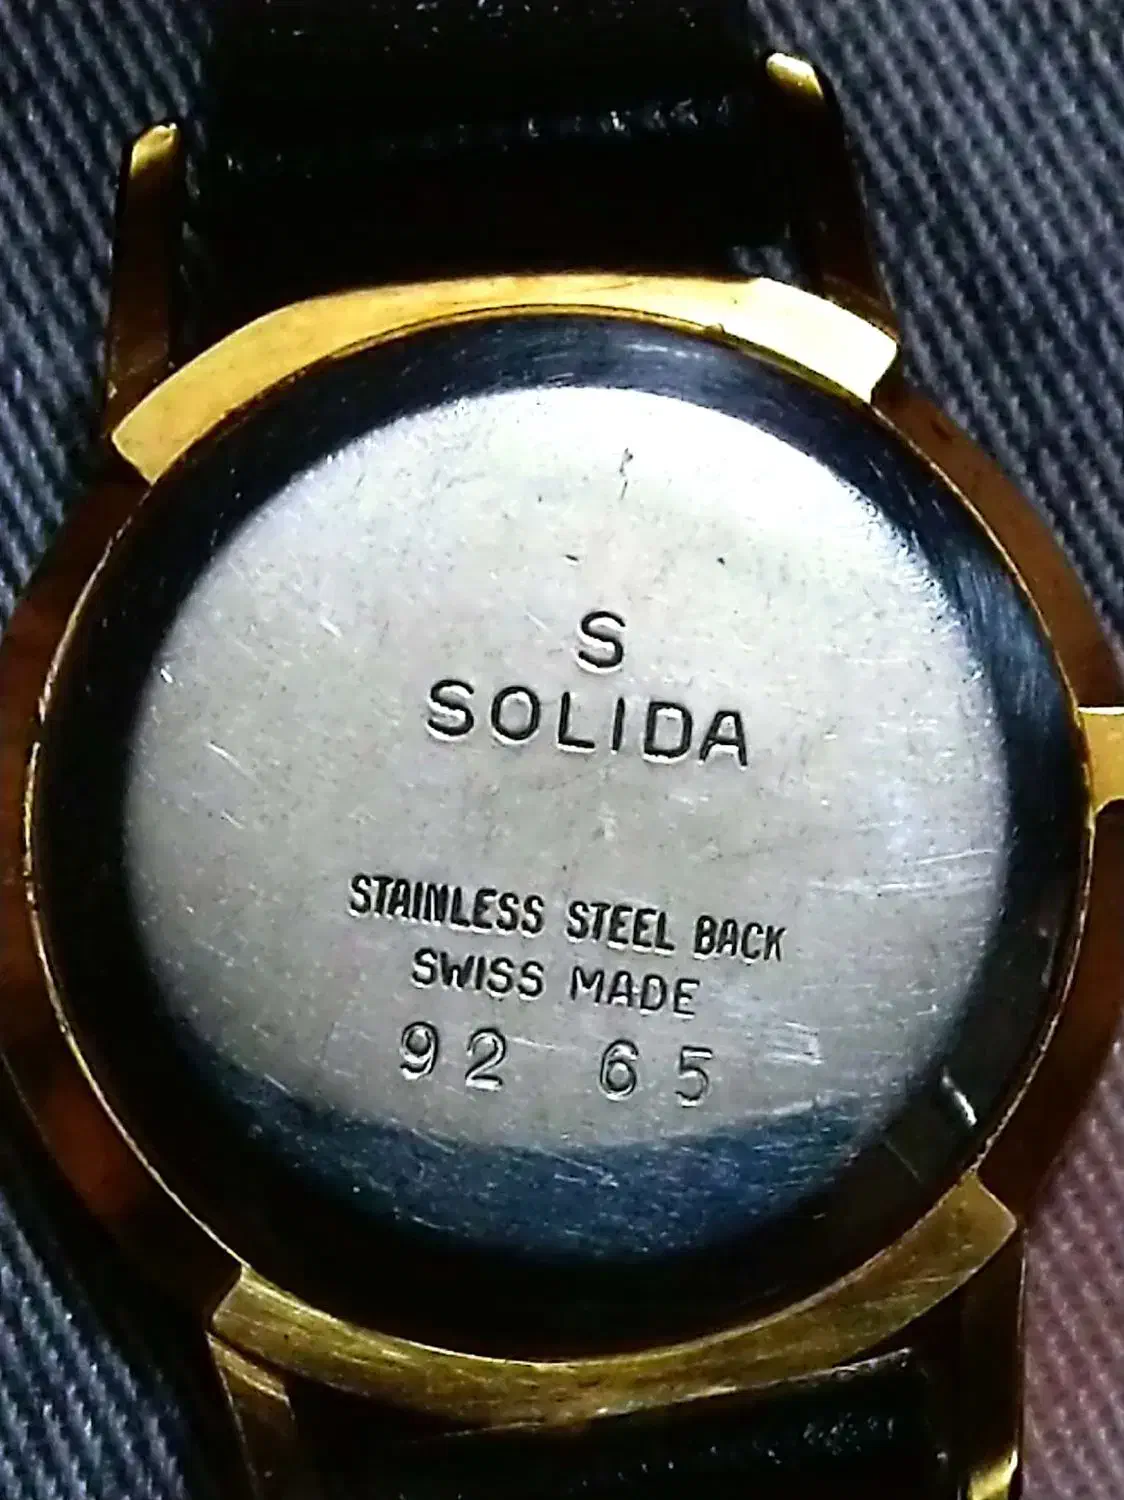 S
SOLIDA
STAINLESS STEEL BACK
SWISS MADE
92 65